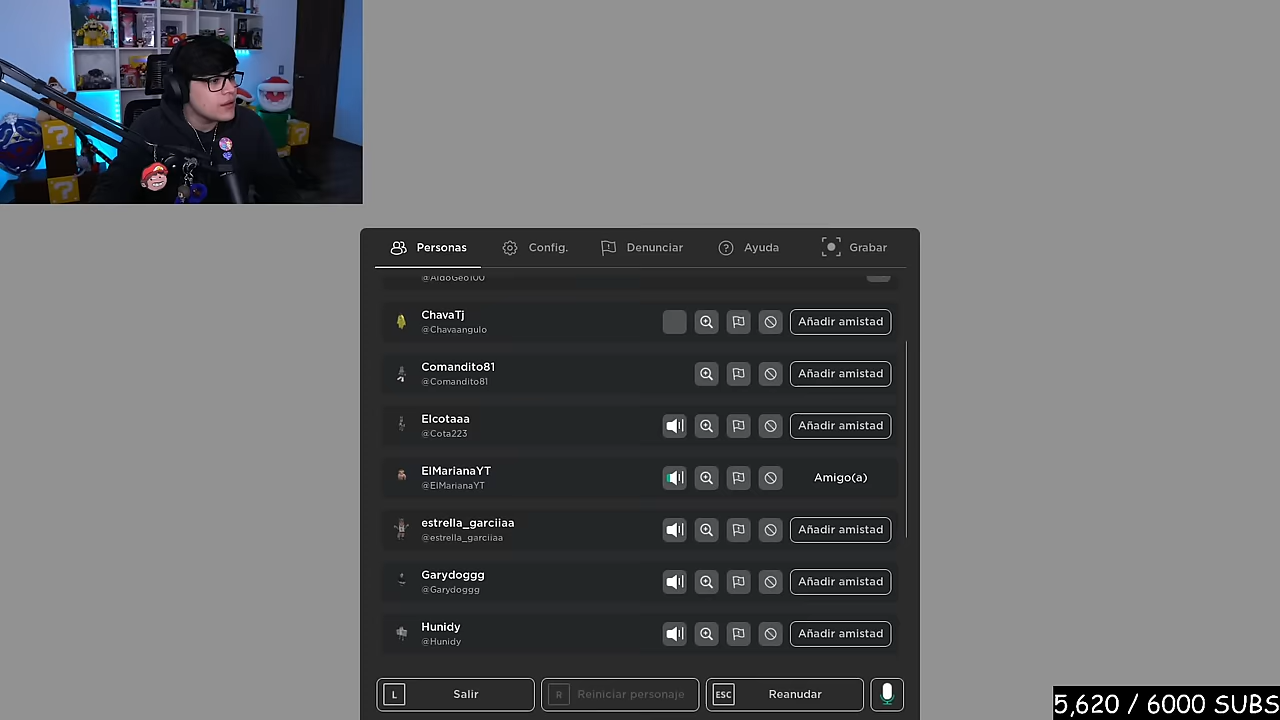 Personas
Config.
Denunciar
Ayuda
Grabar
@AldoGeo100
ChavaTj
@Chavaangulo
Añadir amistad
Comandito81
@Comandito81
Añadir amistad
Elcotaaa
@Cota223
Añadir amistad
ElMarianaYT
@ElMarianaYT
Amigo(a)
estrella_garciiaa
@estrella_garciiaa
Añadir amistad
Garydoggg
@Garydoggg
Añadir amistad
Hunidy
@Hunidy
Añadir amistad
L Salir
R Reiniciar personaje
ESC Reanudar
5,620 / 6000 SUBS